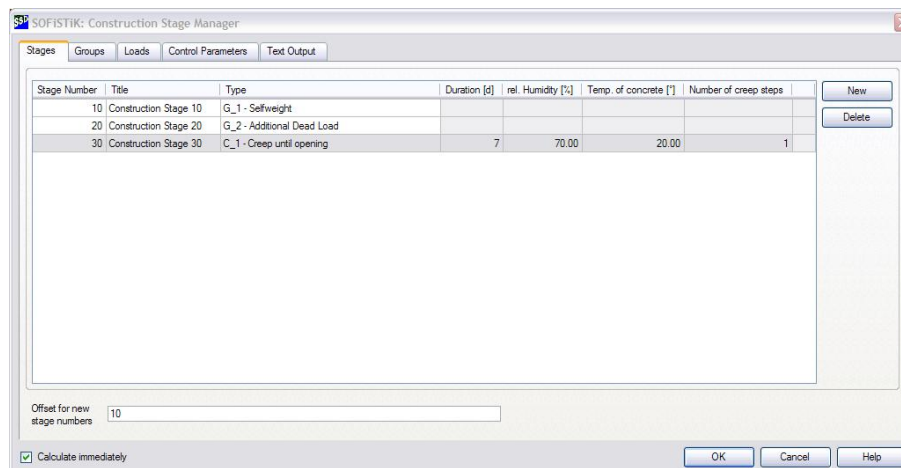 SOFiSTiK: Construction Stage Manager
Stages Groups Loads Control Parameters Text Output
Stage Number Title Type Duration [d] rel. Humidity [%] Temp. of concrete [°] Number of creep steps
10 Construction Stage 10 G_1 - Selfweight
20 Construction Stage 20 G_2 - Additional Dead Load
30 Construction Stage 30 C_1 - Creep until opening 7 70.00 20.00 1
New
Delete
Offset for new
stage numbers
10
Calculate immediately
OK Cancel Help